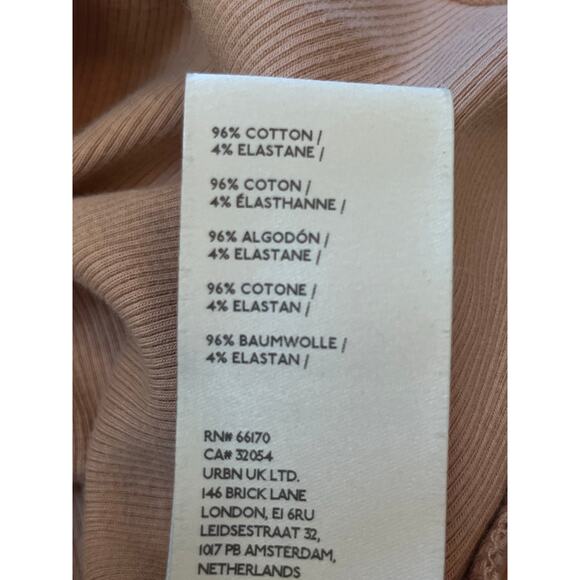 96% COTTON /
4% ELASTANE /
96% COTON /
4% ÉLASTHANNE /
96% ALGODÓN /
4% ELASTANE /
96% COTONE /
4% ELASTAN /
96% BAUMWOLLE /
4% ELASTAN /
RN# 66170
CA# 32054
URBN UK LTD.
146 BRICK LANE
LONDON, E1 6RU
LEIDSESTRAAT 32,
1017 PB AMSTERDAM,
NETHERLANDS